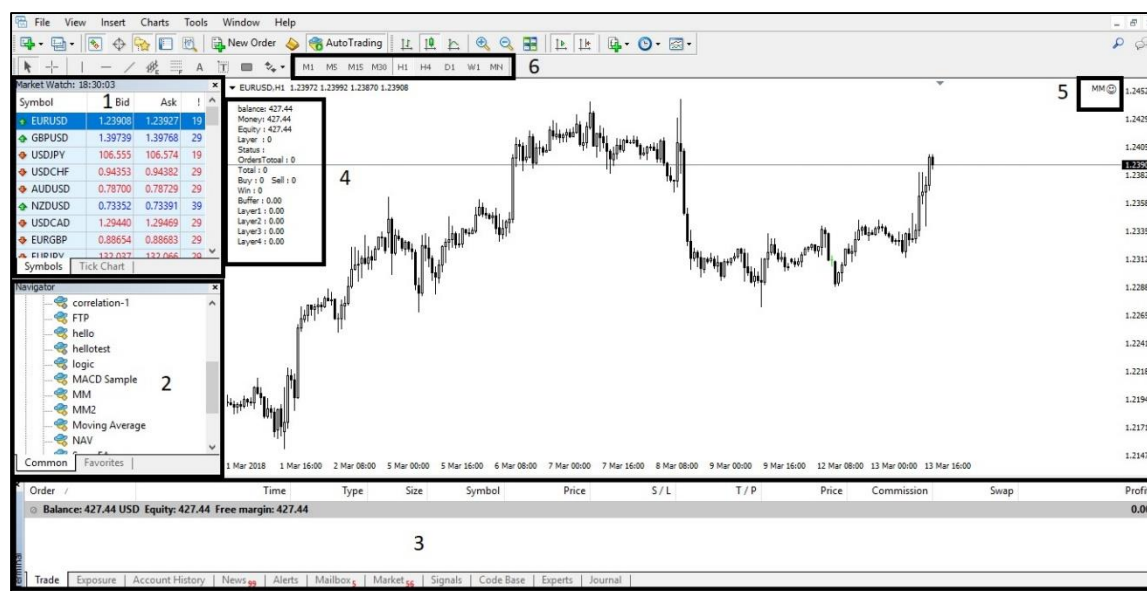 File View Insert Charts Tools Window Help
New Order AutoTrading
A T M1 M5 M15 M30 H1 H4 D1 W1 MN 6
Market Watch: 18:30:03
Symbol 1 Bid Ask !
EURUSD 1.23908 1.23927 19
GBPUSD 1.39739 1.39768 29
USDJPY 106.555 106.574 19
USDCHF 0.94353 0.94382 29
AUDUSD 0.78700 0.78729 29
NZDUSD 0.73352 0.73391 39
USDCAD 1.29440 1.29469 29
EURGBP 0.88654 0.88683 29
EURJPY 132.037 132.066 29
Symbols Tick Chart
Navigator
correlation-1
FTP
hello
hellotest
logic
MACD Sample
2
MM
MM2
Moving Average
NAV
Common Favorites
EURUSD,H1 1.23972 1.23992 1.23870 1.23908
balance: 427.44
Money: 427.44
Equity : 427.44
Layer : 0
Status :
OrdersTotoal : 0
Total : 0
Buy : 0 Sell : 0
Win : 0
Buffer : 0.00
Layer1 : 0.00
Layer2 : 0.00
Layer3 : 0.00
Layer4 : 0.00
4
5
MM
1.2452
1.2429
1.2405
1.2390
1.2382
1.2358
1.2335
1.2312
1.2288
1.2265
1.2241
1.2218
1.2194
1.2171
1.2147
1 Mar 2018 1 Mar 16:00 2 Mar 08:00 5 Mar 00:00 5 Mar 16:00 6 Mar 08:00 7 Mar 00:00 7 Mar 16:00 8 Mar 08:00 9 Mar 00:00 9 Mar 16:00 12 Mar 08:00 13 Mar 00:00 13 Mar 16:00
Order / Time Type Size Symbol Price S / L T / P Price Commission Swap Profit
Balance: 427.44 USD Equity: 427.44 Free margin: 427.44 0.00
3
Trade Exposure Account History News 99 Alerts Mailbox 5 Market 56 Signals Code Base Experts Journal